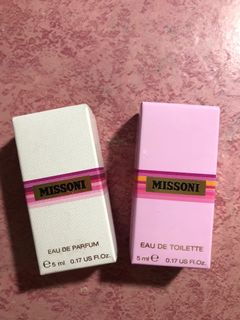 MISSONI
EAU DE PARFUM
e 5 ml 0.17 US Fl.Oz.
MISSONI
EAU DE TOILETTE
5 ml e 0.17 US Fl.Oz.